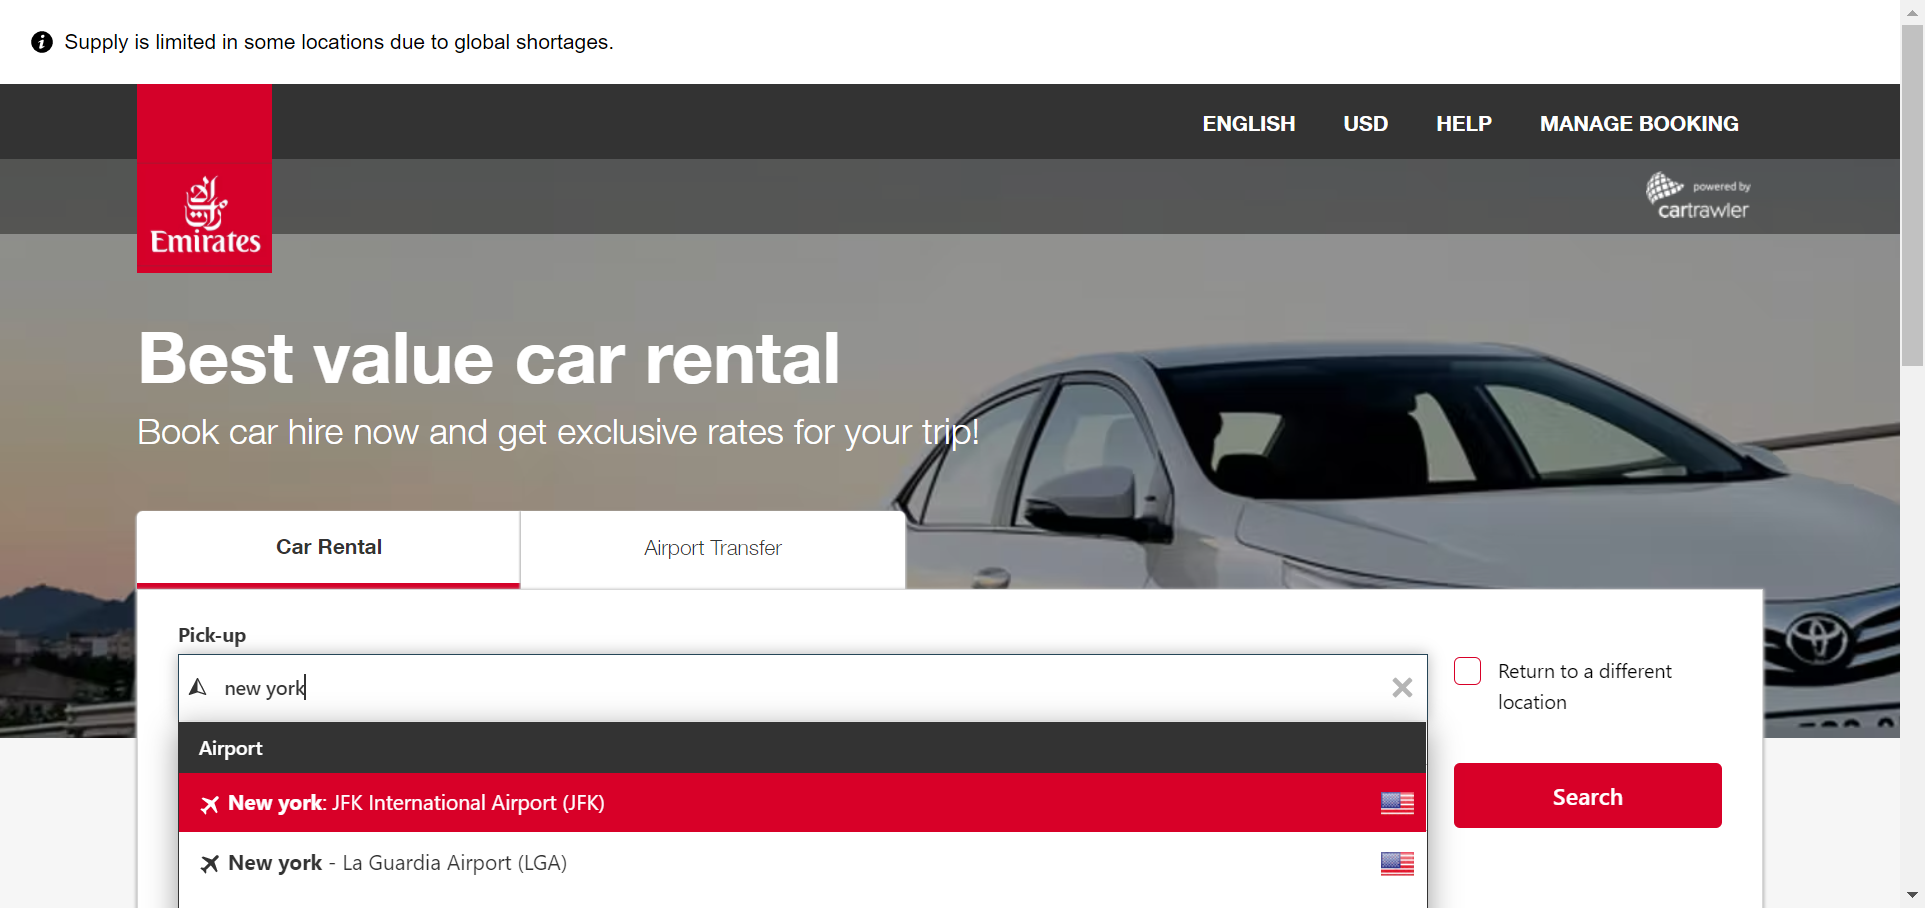 Supply is limited in some locations due to global shortages.
ENGLISH USD HELP MANAGE BOOKING
powered by
cartrawler
Emirates
Best value car rental
Book car hire now and get exclusive rates for your trip!
Car Rental Airport Transfer
Pick-up
new york
Return to a different
location
Airport
New york: JFK International Airport (JFK)
Search
New york - La Guardia Airport (LGA)